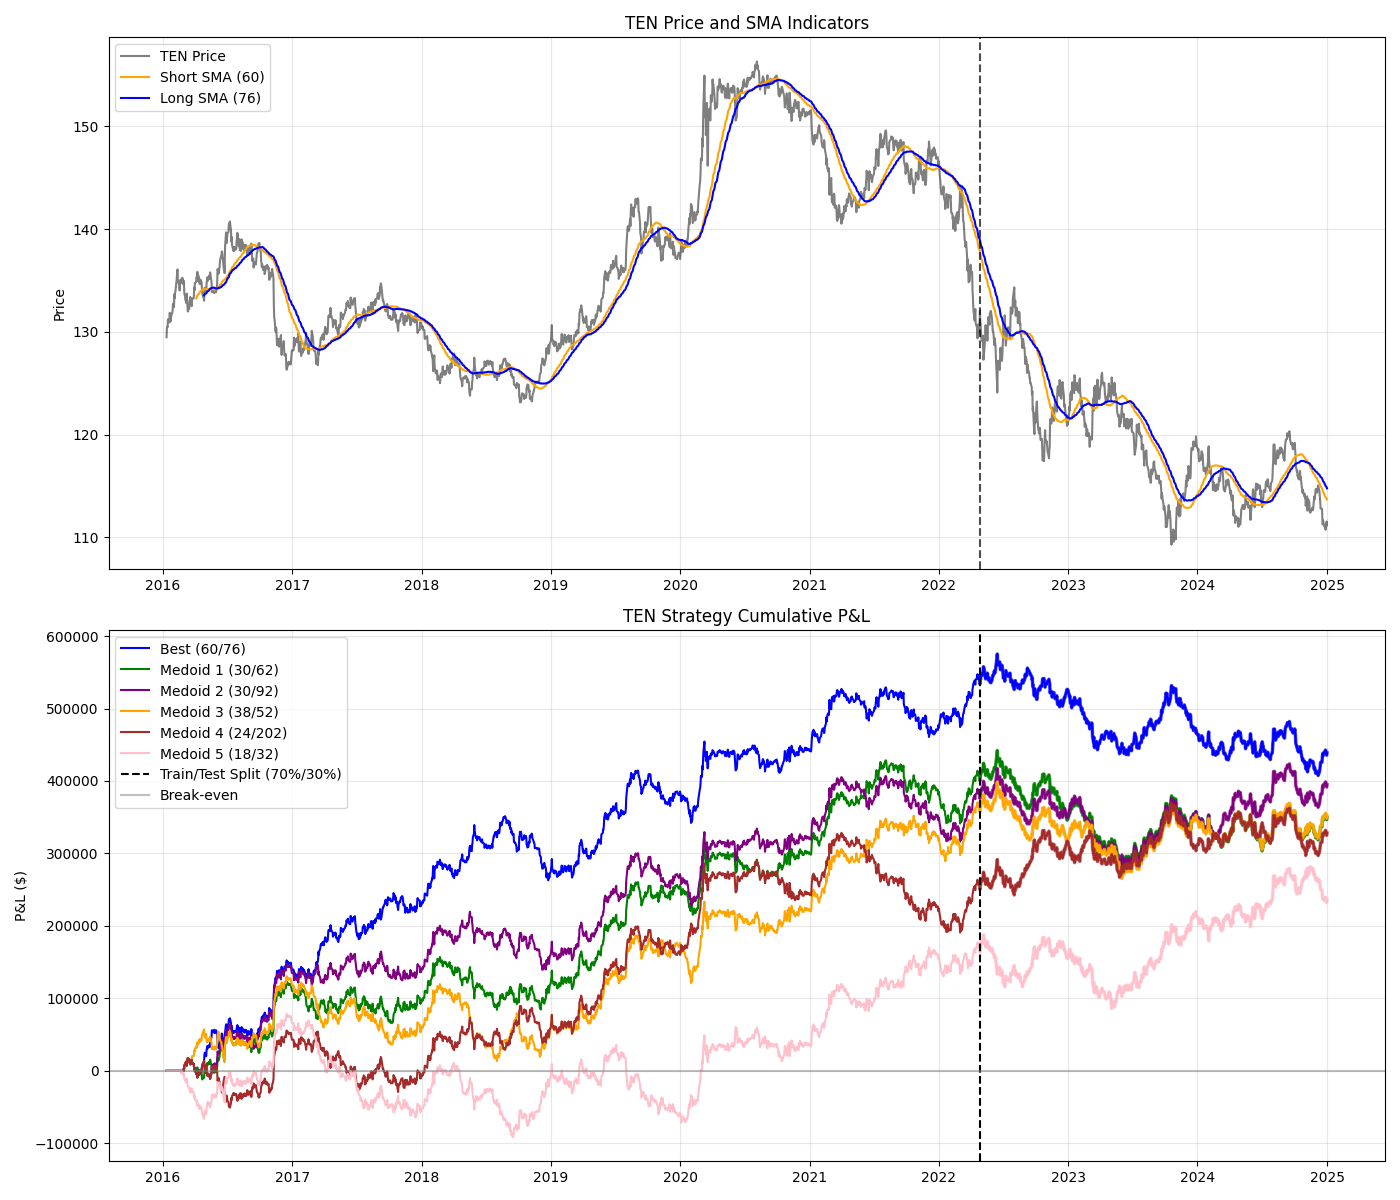 TEN Price and SMA Indicators
TEN Price
Short SMA (60)
Long SMA (76)
Price
150
140
130
120
110
2016 2017 2018 2019 2020 2021 2022 2023 2024 2025
TEN Strategy Cumulative P&L
Best (60/76)
Medoid 1 (30/62)
Medoid 2 (30/92)
Medoid 3 (38/52)
Medoid 4 (24/202)
Medoid 5 (18/32)
Train/Test Split (70%/30%)
Break-even
P&L ($)
600000
500000
400000
300000
200000
100000
0
−100000
2016 2017 2018 2019 2020 2021 2022 2023 2024 2025